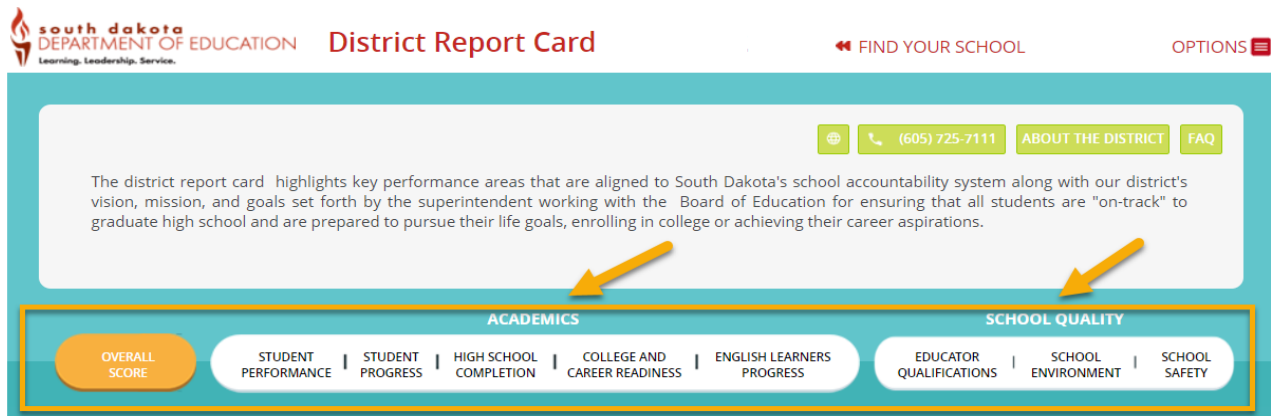 south dakota
DEPARTMENT OF EDUCATION
Learning. Leadership. Service.
District Report Card
FIND YOUR SCHOOL
OPTIONS
(605) 725-7111
ABOUT THE DISTRICT
FAQ
The district report card highlights key performance areas that are aligned to South Dakota's school accountability system along with our district's
vision, mission, and goals set forth by the superintendent working with the Board of Education for ensuring that all students are "on-track" to
graduate high school and are prepared to pursue their life goals, enrolling in college or achieving their career aspirations.
OVERALL
SCORE
ACADEMICS
STUDENT
PERFORMANCE
STUDENT
PROGRESS
HIGH SCHOOL
COMPLETION
COLLEGE AND
CAREER READINESS
ENGLISH LEARNERS
PROGRESS
SCHOOL QUALITY
EDUCATOR
QUALIFICATIONS
SCHOOL
ENVIRONMENT
SCHOOL
SAFETY